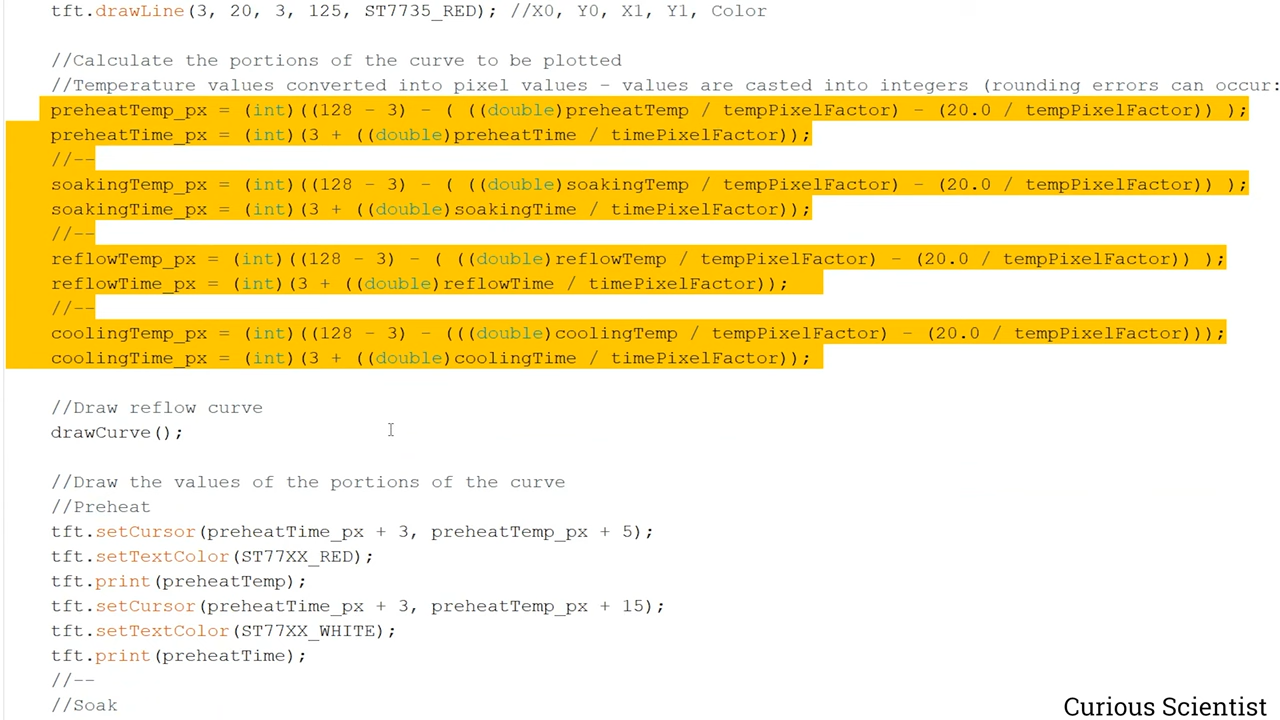 tft.drawLine(3, 20, 3, 125, ST7735_RED); //X0, Y0, X1, Y1, Color
//Calculate the portions of the curve to be plotted
//Temperature values converted into pixel values - values are casted into integers (rounding errors can occur:
preheatTemp_px = (int)((128 - 3) - ( ((double)preheatTemp / tempPixelFactor) - (20.0 / tempPixelFactor)) );
preheatTime_px = (int)(3 + ((double)preheatTime / timePixelFactor));
//--
soakingTemp_px = (int)((128 - 3) - ( ((double)soakingTemp / tempPixelFactor) - (20.0 / tempPixelFactor)) );
soakingTime_px = (int)(3 + ((double)soakingTime / timePixelFactor));
//--
reflowTemp_px = (int)((128 - 3) - ( ((double)reflowTemp / tempPixelFactor) - (20.0 / tempPixelFactor)) );
reflowTime_px = (int)(3 + ((double)reflowTime / timePixelFactor));
//--
coolingTemp_px = (int)((128 - 3) - (((double)coolingTemp / tempPixelFactor) - (20.0 / tempPixelFactor)));
coolingTime_px = (int)(3 + ((double)coolingTime / timePixelFactor));
//Draw reflow curve
drawCurve();
//Draw the values of the portions of the curve
//Preheat
tft.setCursor(preheatTime_px + 3, preheatTemp_px + 5);
tft.setTextColor(ST77XX_RED);
tft.print(preheatTemp);
tft.setCursor(preheatTime_px + 3, preheatTemp_px + 15);
tft.setTextColor(ST77XX_WHITE);
tft.print(preheatTime);
//--
//Soak
Curious Scientist